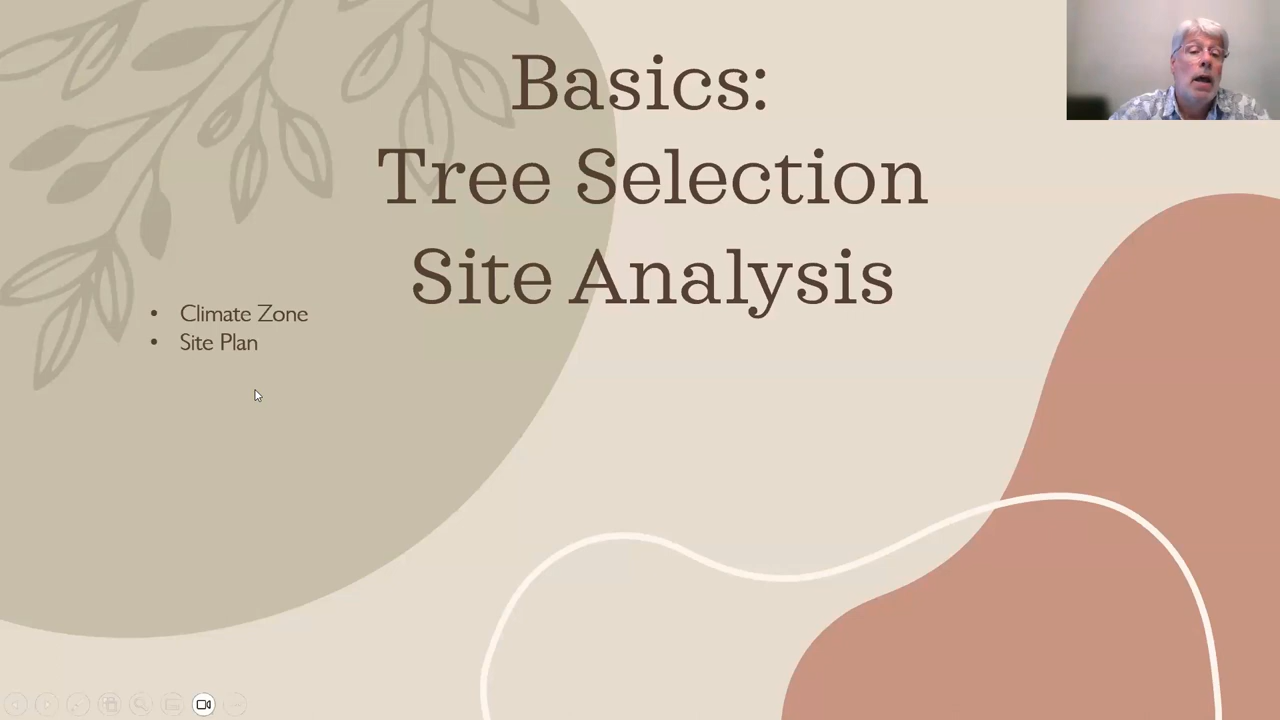 Basics:
Tree Selection
Site Analysis
• Climate Zone
• Site Plan